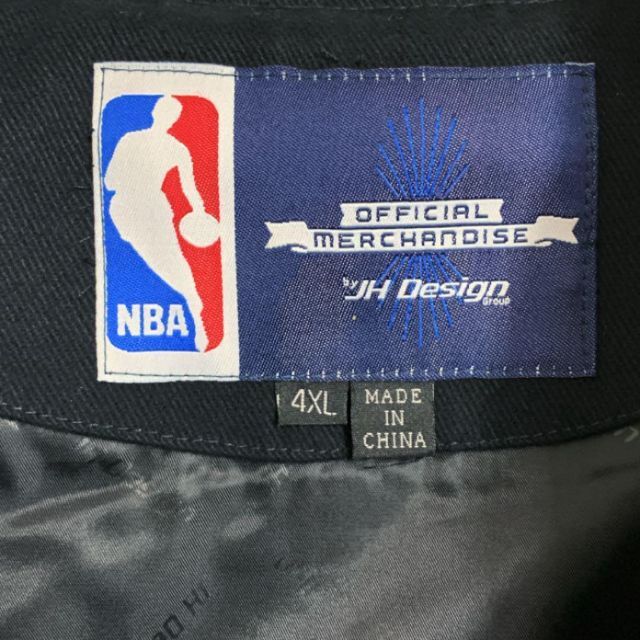 NBA
OFFICIAL
MERCHANDISE
by JH Design
Group
4XL
MADE
IN
CHINA